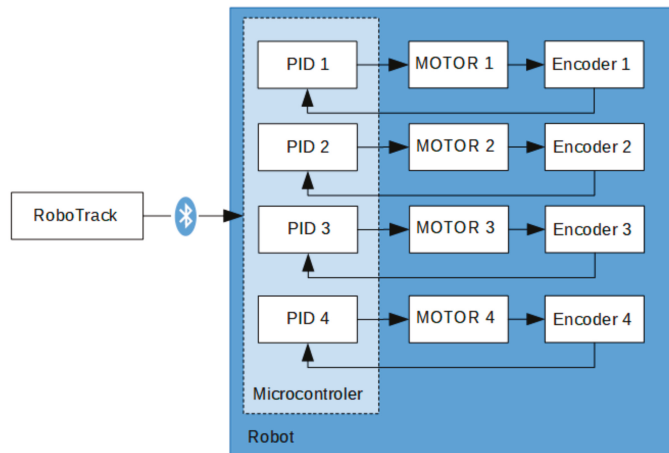 PID 1
MOTOR 1
Encoder 1
PID 2
MOTOR 2
Encoder 2
RoboTrack
PID 3
MOTOR 3
Encoder 3
PID 4
MOTOR 4
Encoder 4
Microcontroler
Robot